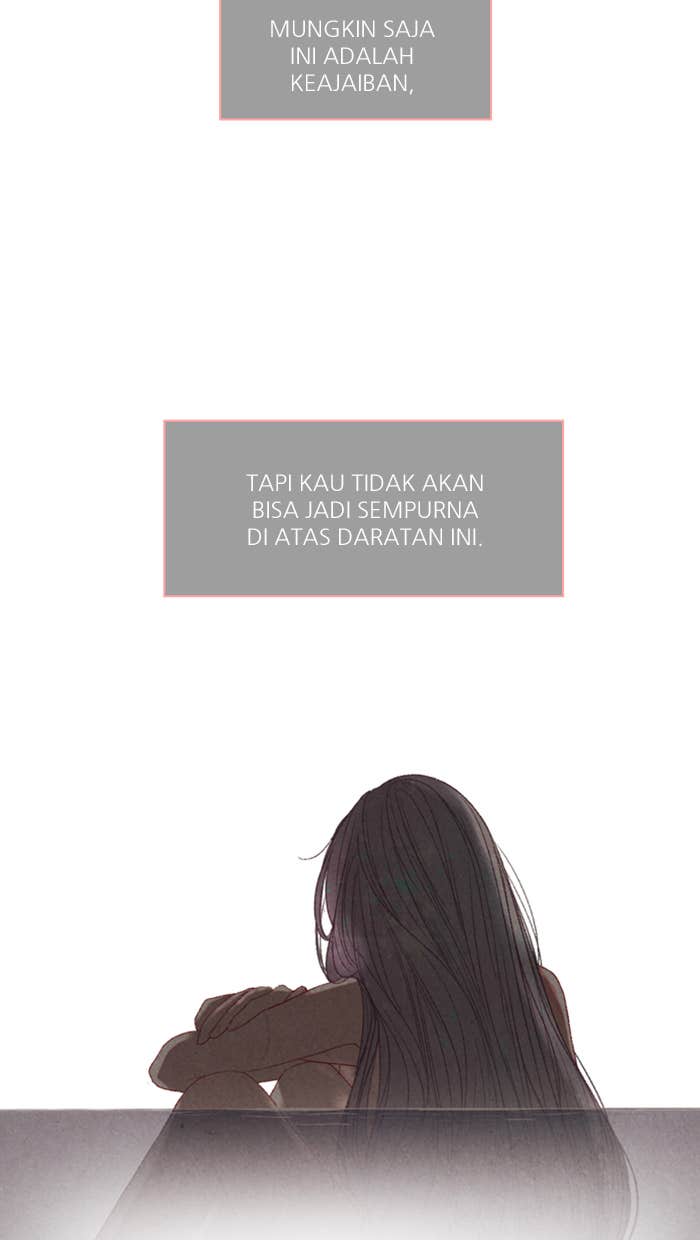 MUNGKIN SAJA
INI ADALAH
KEAJAIBAN,
TAPI KAU TIDAK AKAN
BISA JADI SEMPURNA
DI ATAS DARATAN INI.